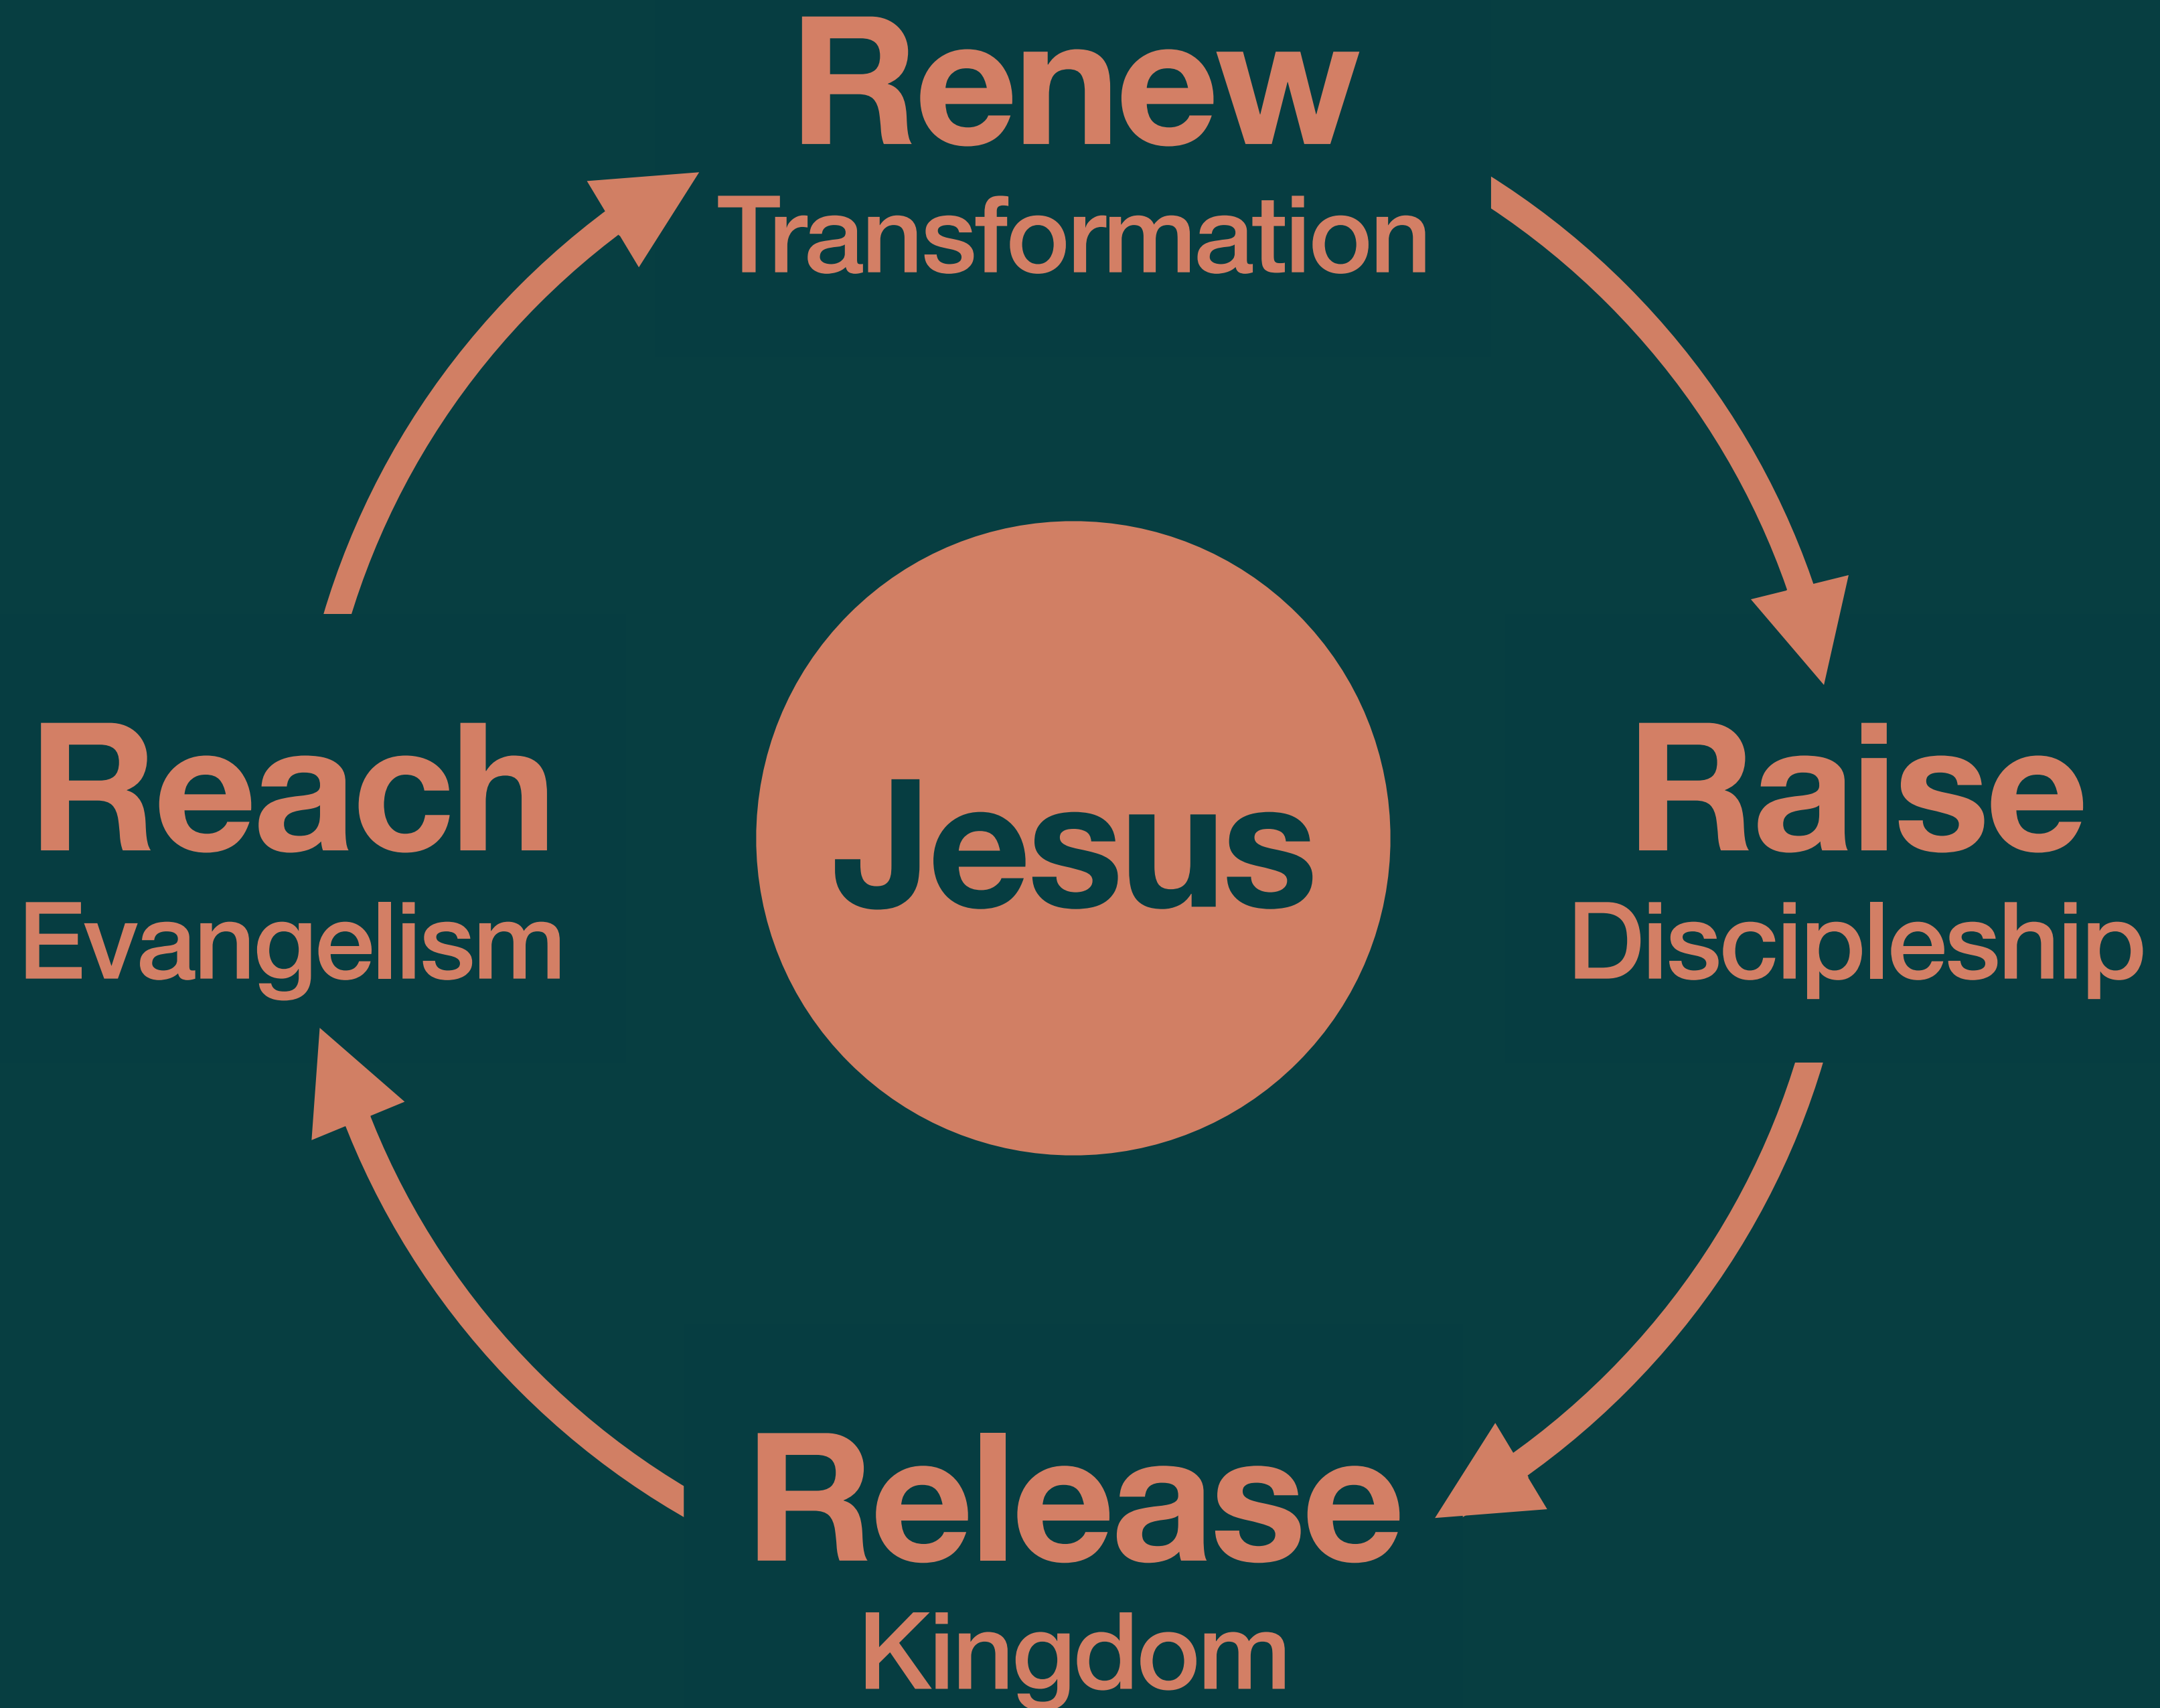 Renew
Transformation
Reach
Evangelism
Jesus
Raise
Discipleship
Release
Kingdom